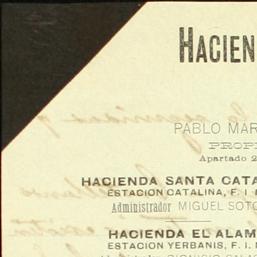 HACIEN
PABLO MAR
PROP
Apartado 2
HACIENDA SANTA CATA
ESTACION CATALINA, F. I.
Administrador MIGUEL SOTO
HACIENDA EL ALAM
ESTACION YERBANIS, F. I.